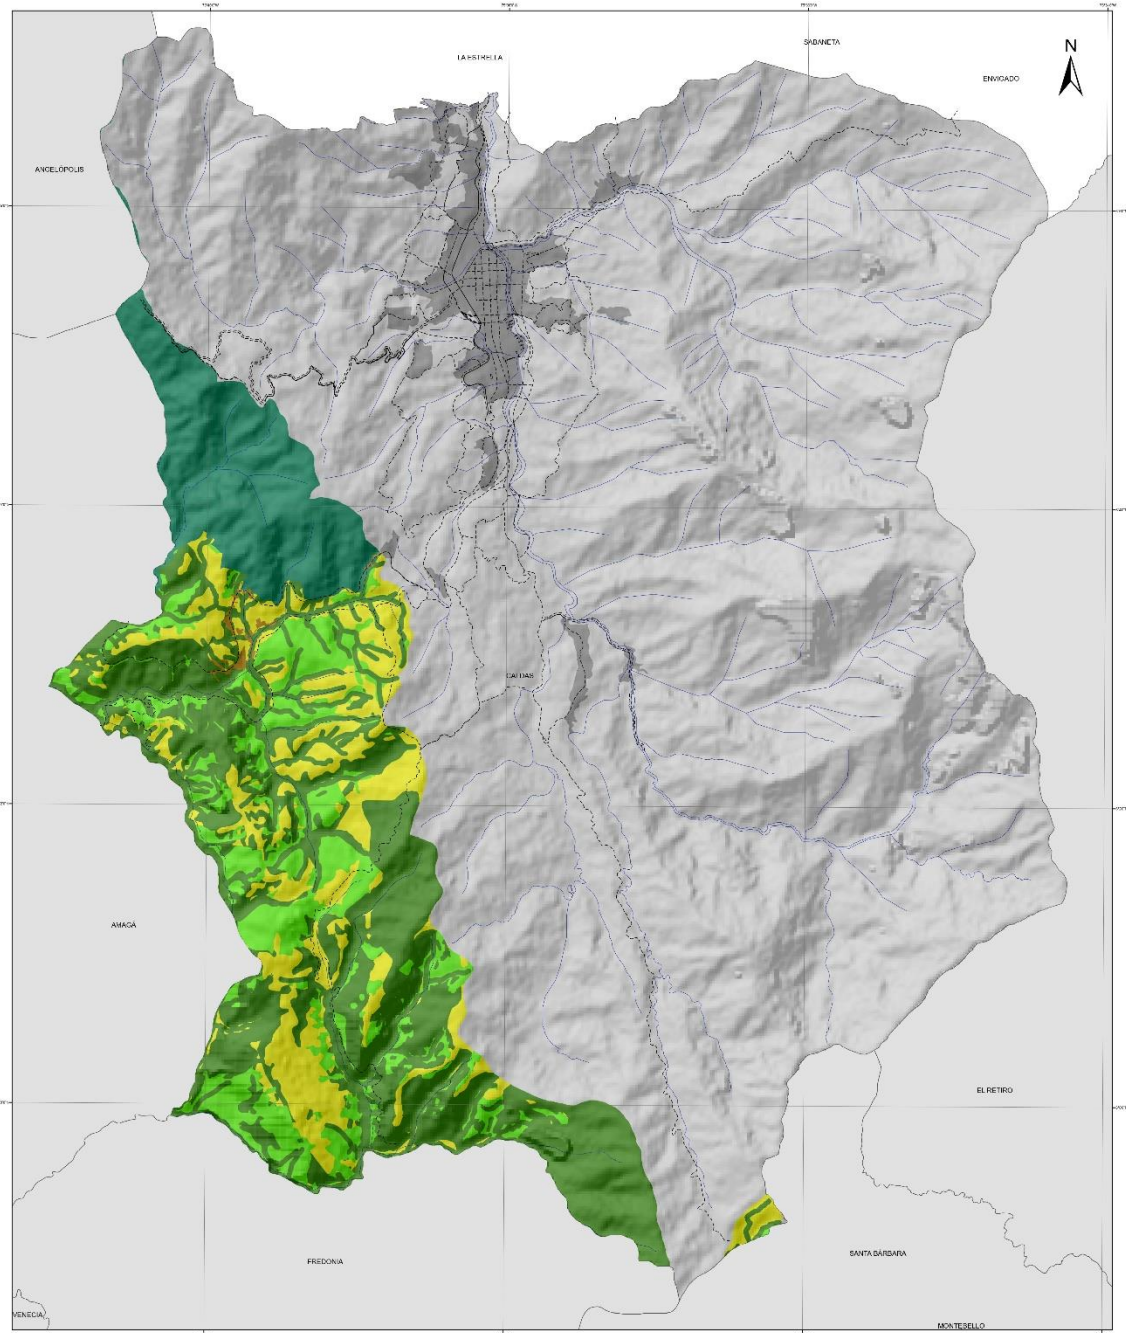 SABANETA
N
LA ESTRELLA
ENVIGADO
ANGELÓPOLIS
CALDAS
AMAGÁ
EL RETIRO
SANTA BÁRBARA
FREDONIA
VENECIA
MONTEBELLO